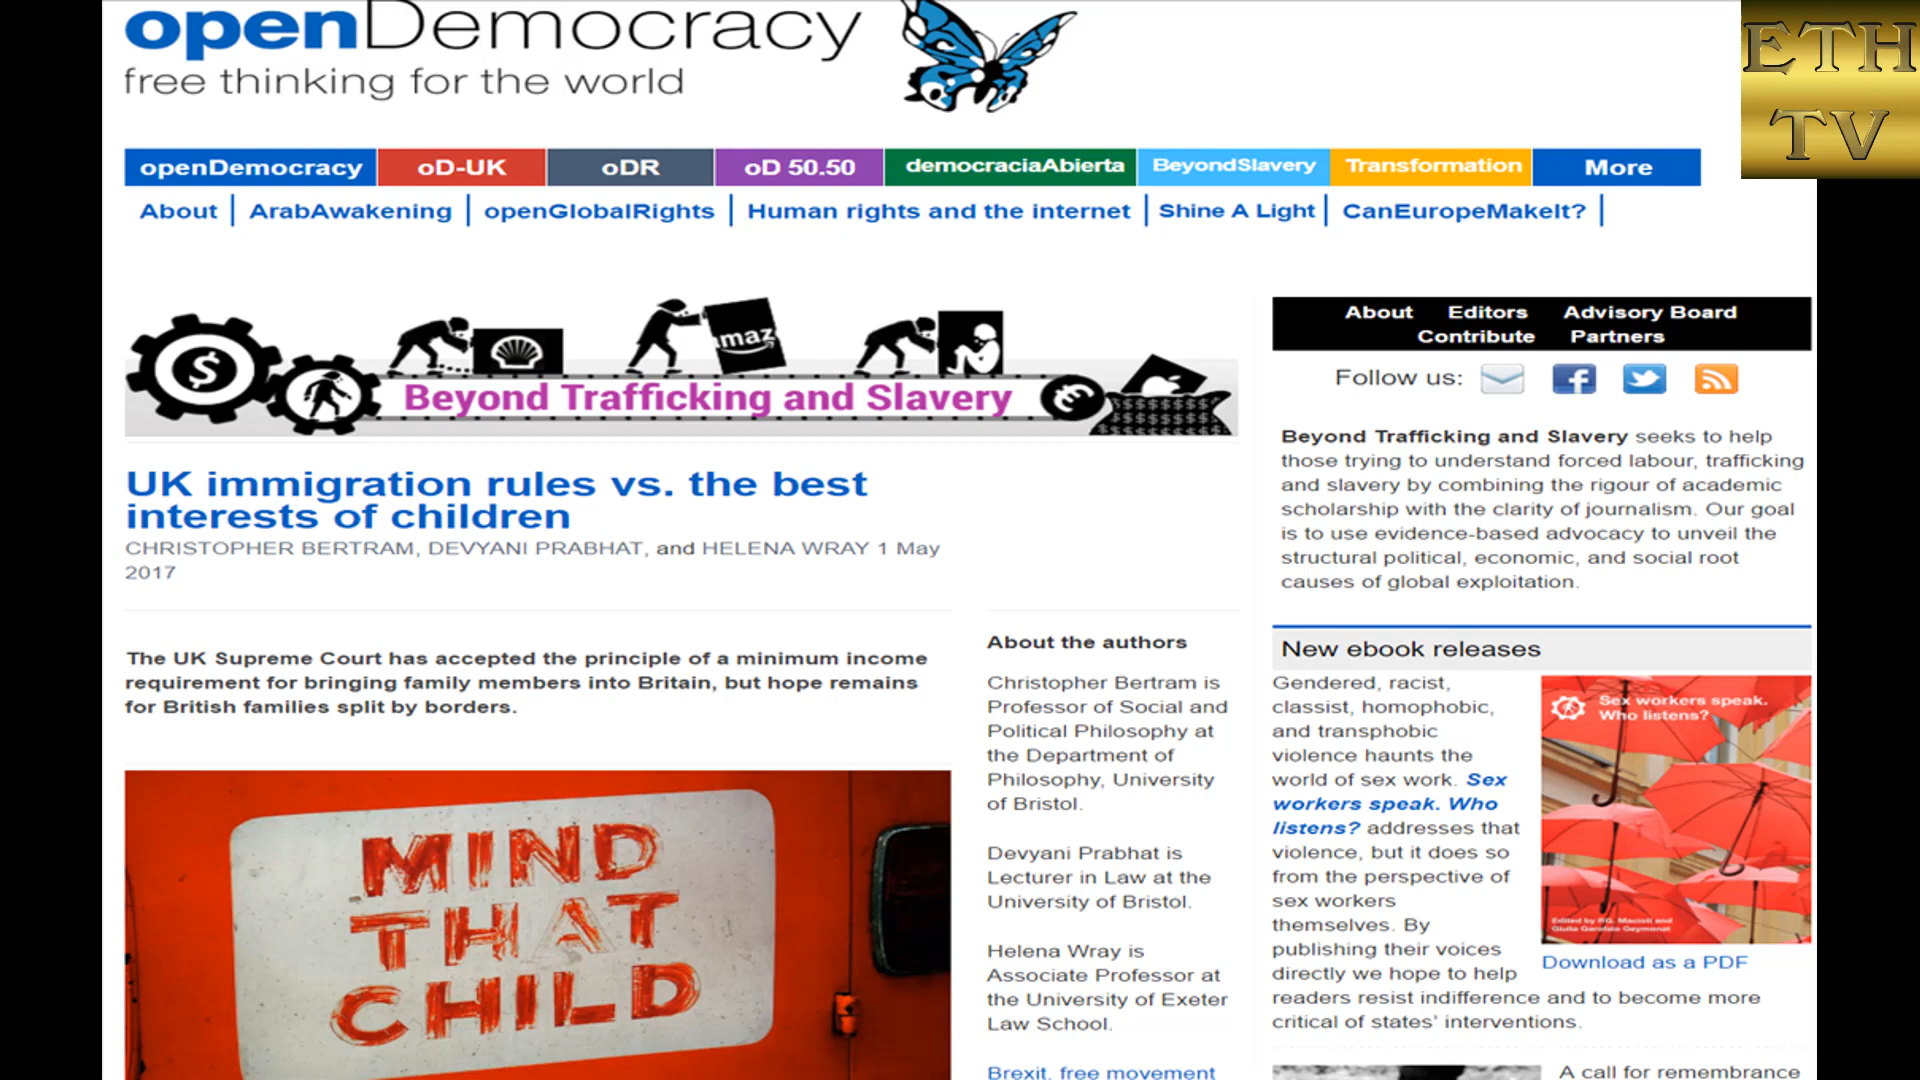 openDemocracy
free thinking for the world
ETH
TV
openDemocracy oD-UK oDR oD 50.50 democraciaAbierta BeyondSlavery Transformation More
About ArabAwakening openGlobalRights Human rights and the internet Shine A Light CanEuropeMakeIt?
amaz
Beyond Trafficking and Slavery
UK immigration rules vs. the best
interests of children
CHRISTOPHER BERTRAM, DEVYANI PRABHAT, and HELENA WRAY 1 May
2017
The UK Supreme Court has accepted the principle of a minimum income
requirement for bringing family members into Britain, but hope remains
for British families split by borders.
MIND
THAT
CHILD
About the authors
Christopher Bertram is
Professor of Social and
Political Philosophy at
the Department of
Philosophy, University
of Bristol.
Devyani Prabhat is
Lecturer in Law at the
University of Bristol.
Helena Wray is
Associate Professor at
the University of Exeter
Law School.
Brexit, free movement
About Editors Advisory Board
Contribute Partners
Follow us:
Beyond Trafficking and Slavery seeks to help
those trying to understand forced labour, trafficking
and slavery by combining the rigour of academic
scholarship with the clarity of journalism. Our goal
is to use evidence-based advocacy to unveil the
structural political, economic, and social root
causes of global exploitation.
New ebook releases
Gendered, racist,
classist, homophobic,
and transphobic
violence haunts the
world of sex work. Sex
workers speak. Who
listens? addresses that
violence, but it does so
from the perspective of
sex workers
themselves. By
publishing their voices
directly we hope to help
readers resist indifference and to become more
critical of states' interventions.
Sex workers speak.
Who listens?
Edited by P.G. Macioti and
Giulia Garofalo Geymonat
Download as a PDF
A call for remembrance